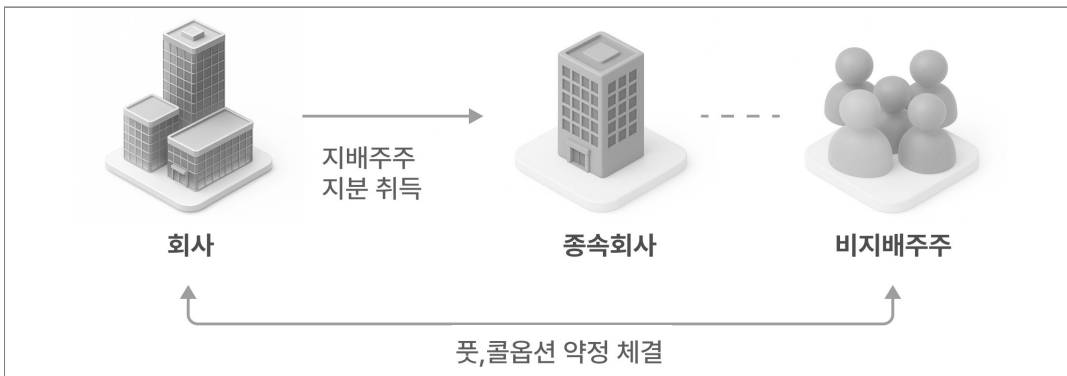 지배주주
지분 취득
회사
종속회사
비지배주주
풋,콜옵션 약정 체결